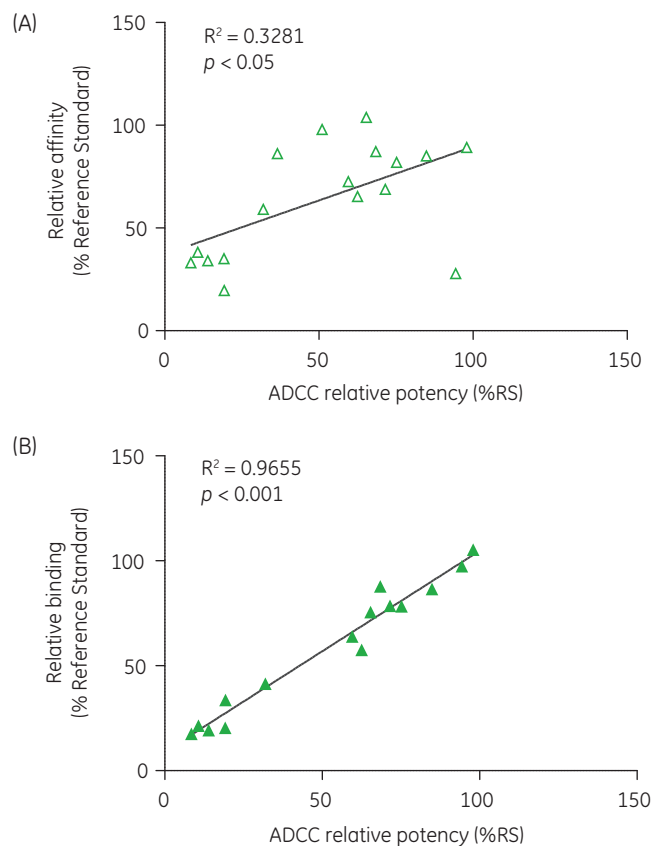 (A)
150
100
50
0
Relative affinity
(% Reference Standard)
R² = 0.3281
p < 0.05
0 50 100 150
ADCC relative potency (%RS)
(B)
150
100
50
0
Relative binding
(% Reference Standard)
R² = 0.9655
p < 0.001
0 50 100 150
ADCC relative potency (%RS)